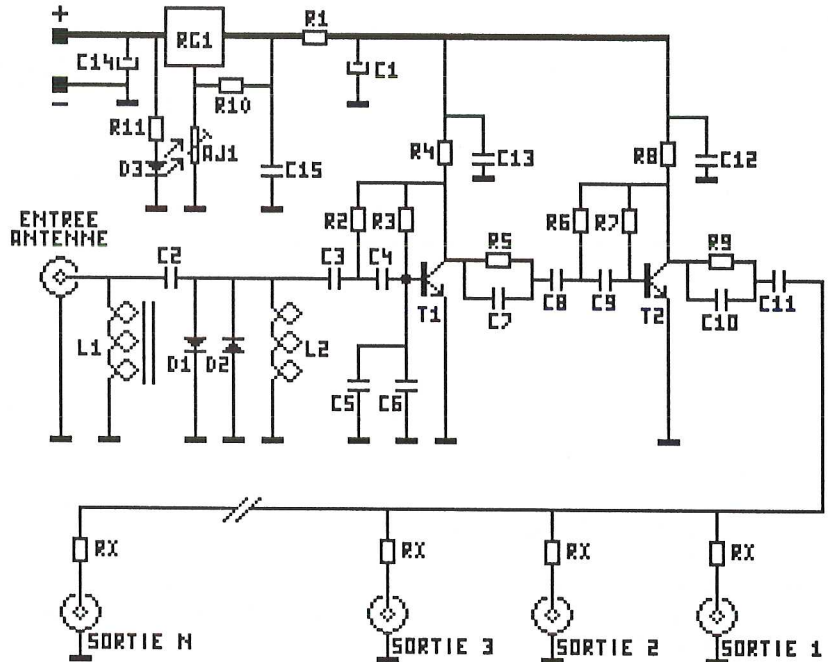 +
R1
RG1
C14
C1
–
R10
R11
AJ1
R4
C13
R8
C12
D3
C15
ENTREE
ANTENNE
R2
R3
R6
R7
C2
C3
C4
R5
R9
T1
C7
C8
C9
T2
C10
C11
L1
D1
D2
L2
C5
C6
RX
RX
RX
RX
SORTIE N
SORTIE 3
SORTIE 2
SORTIE 1